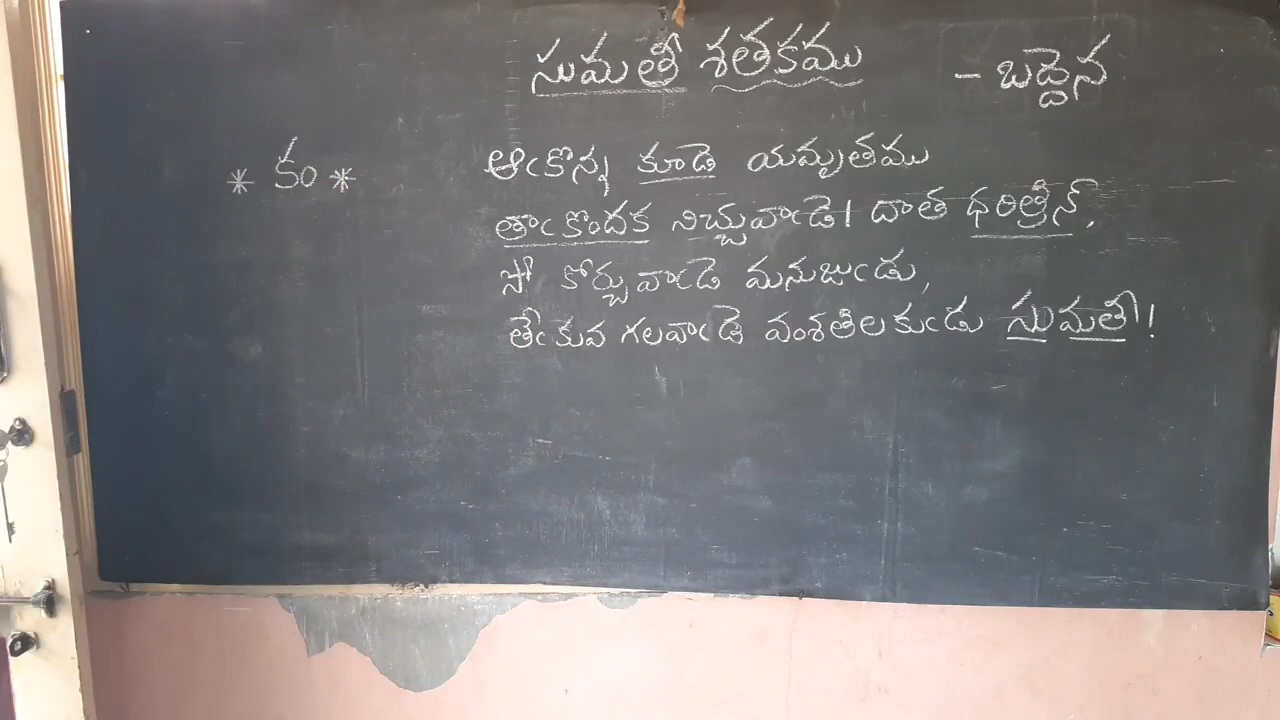 సుమతీ శతకము - బద్దెన
* కం * ఆఁకొన్న కూడె యమృతము
తాఁకొందక నిచ్చువాఁడె। దాత ధరిత్రిన్,
సో కోర్చువాఁడె మనుజుఁడు,
తేఁకువ గలవాఁడె వంశతిలకుఁడు సుమతీ!